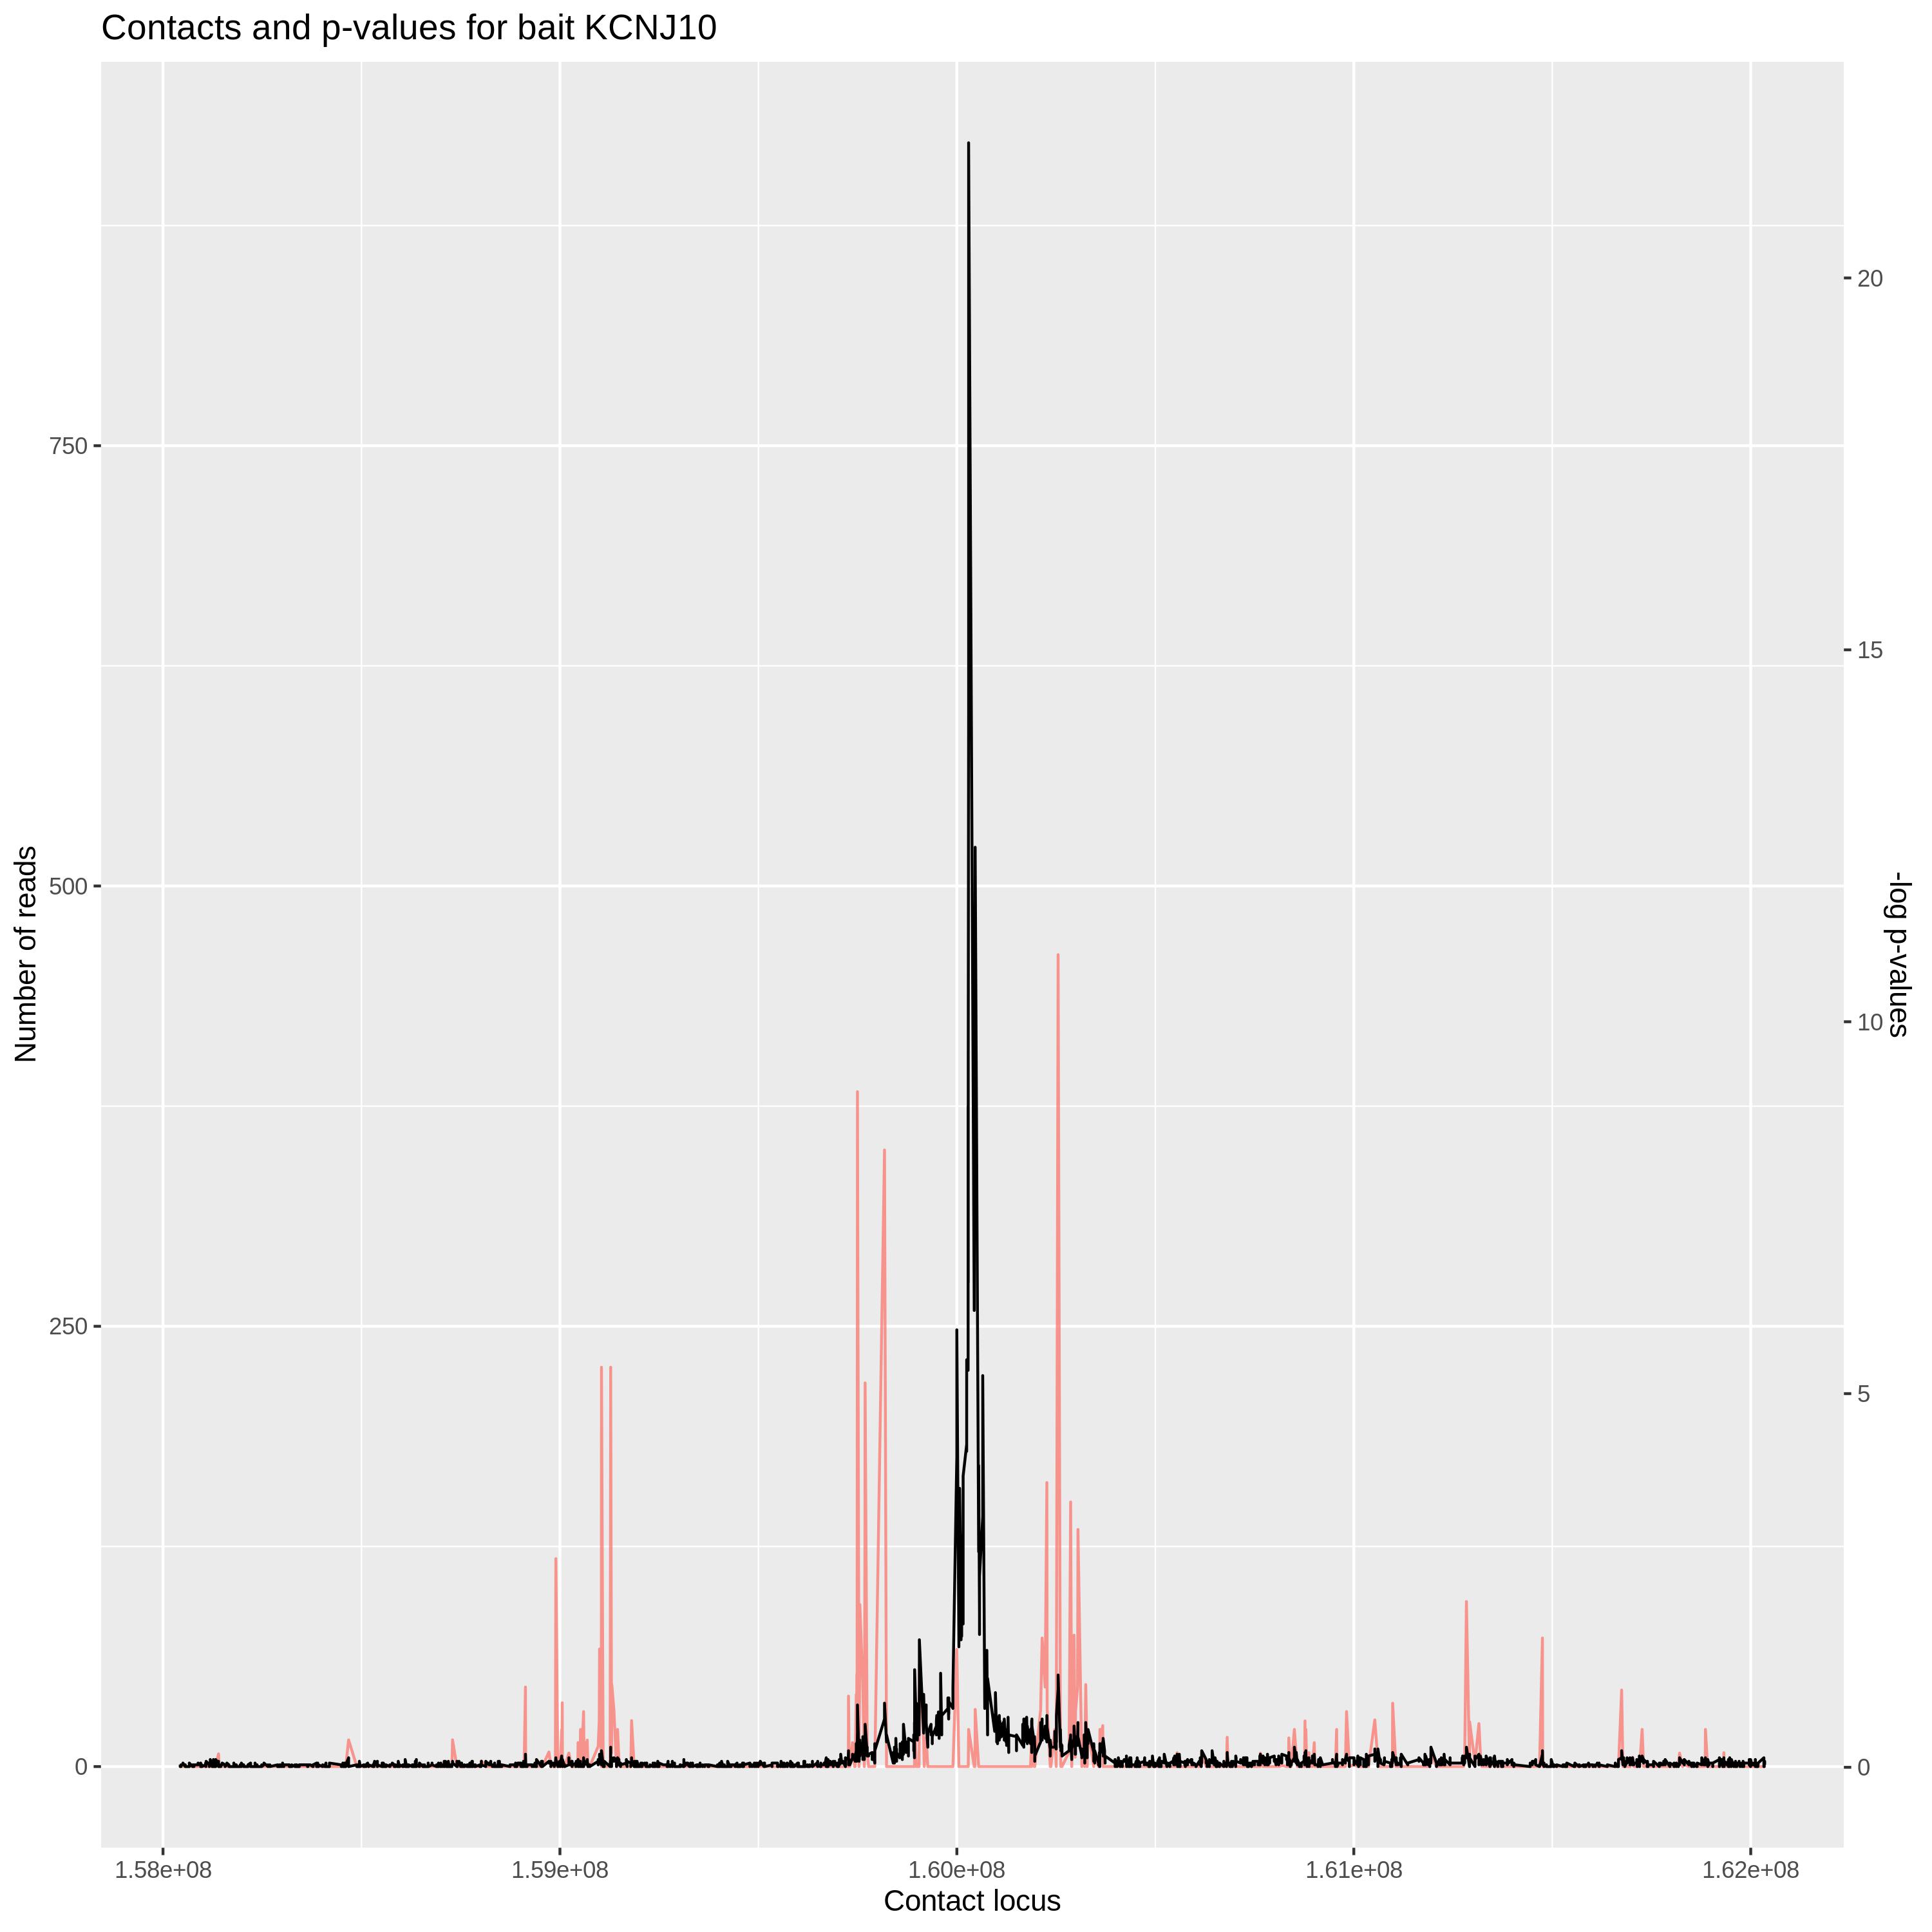 Contacts and p-values for bait KCNJ10
Number of reads
750
500
250
0
20
15
10
5
0
-log p-values
1.58e+08
1.59e+08
1.60e+08
1.61e+08
1.62e+08
Contact locus